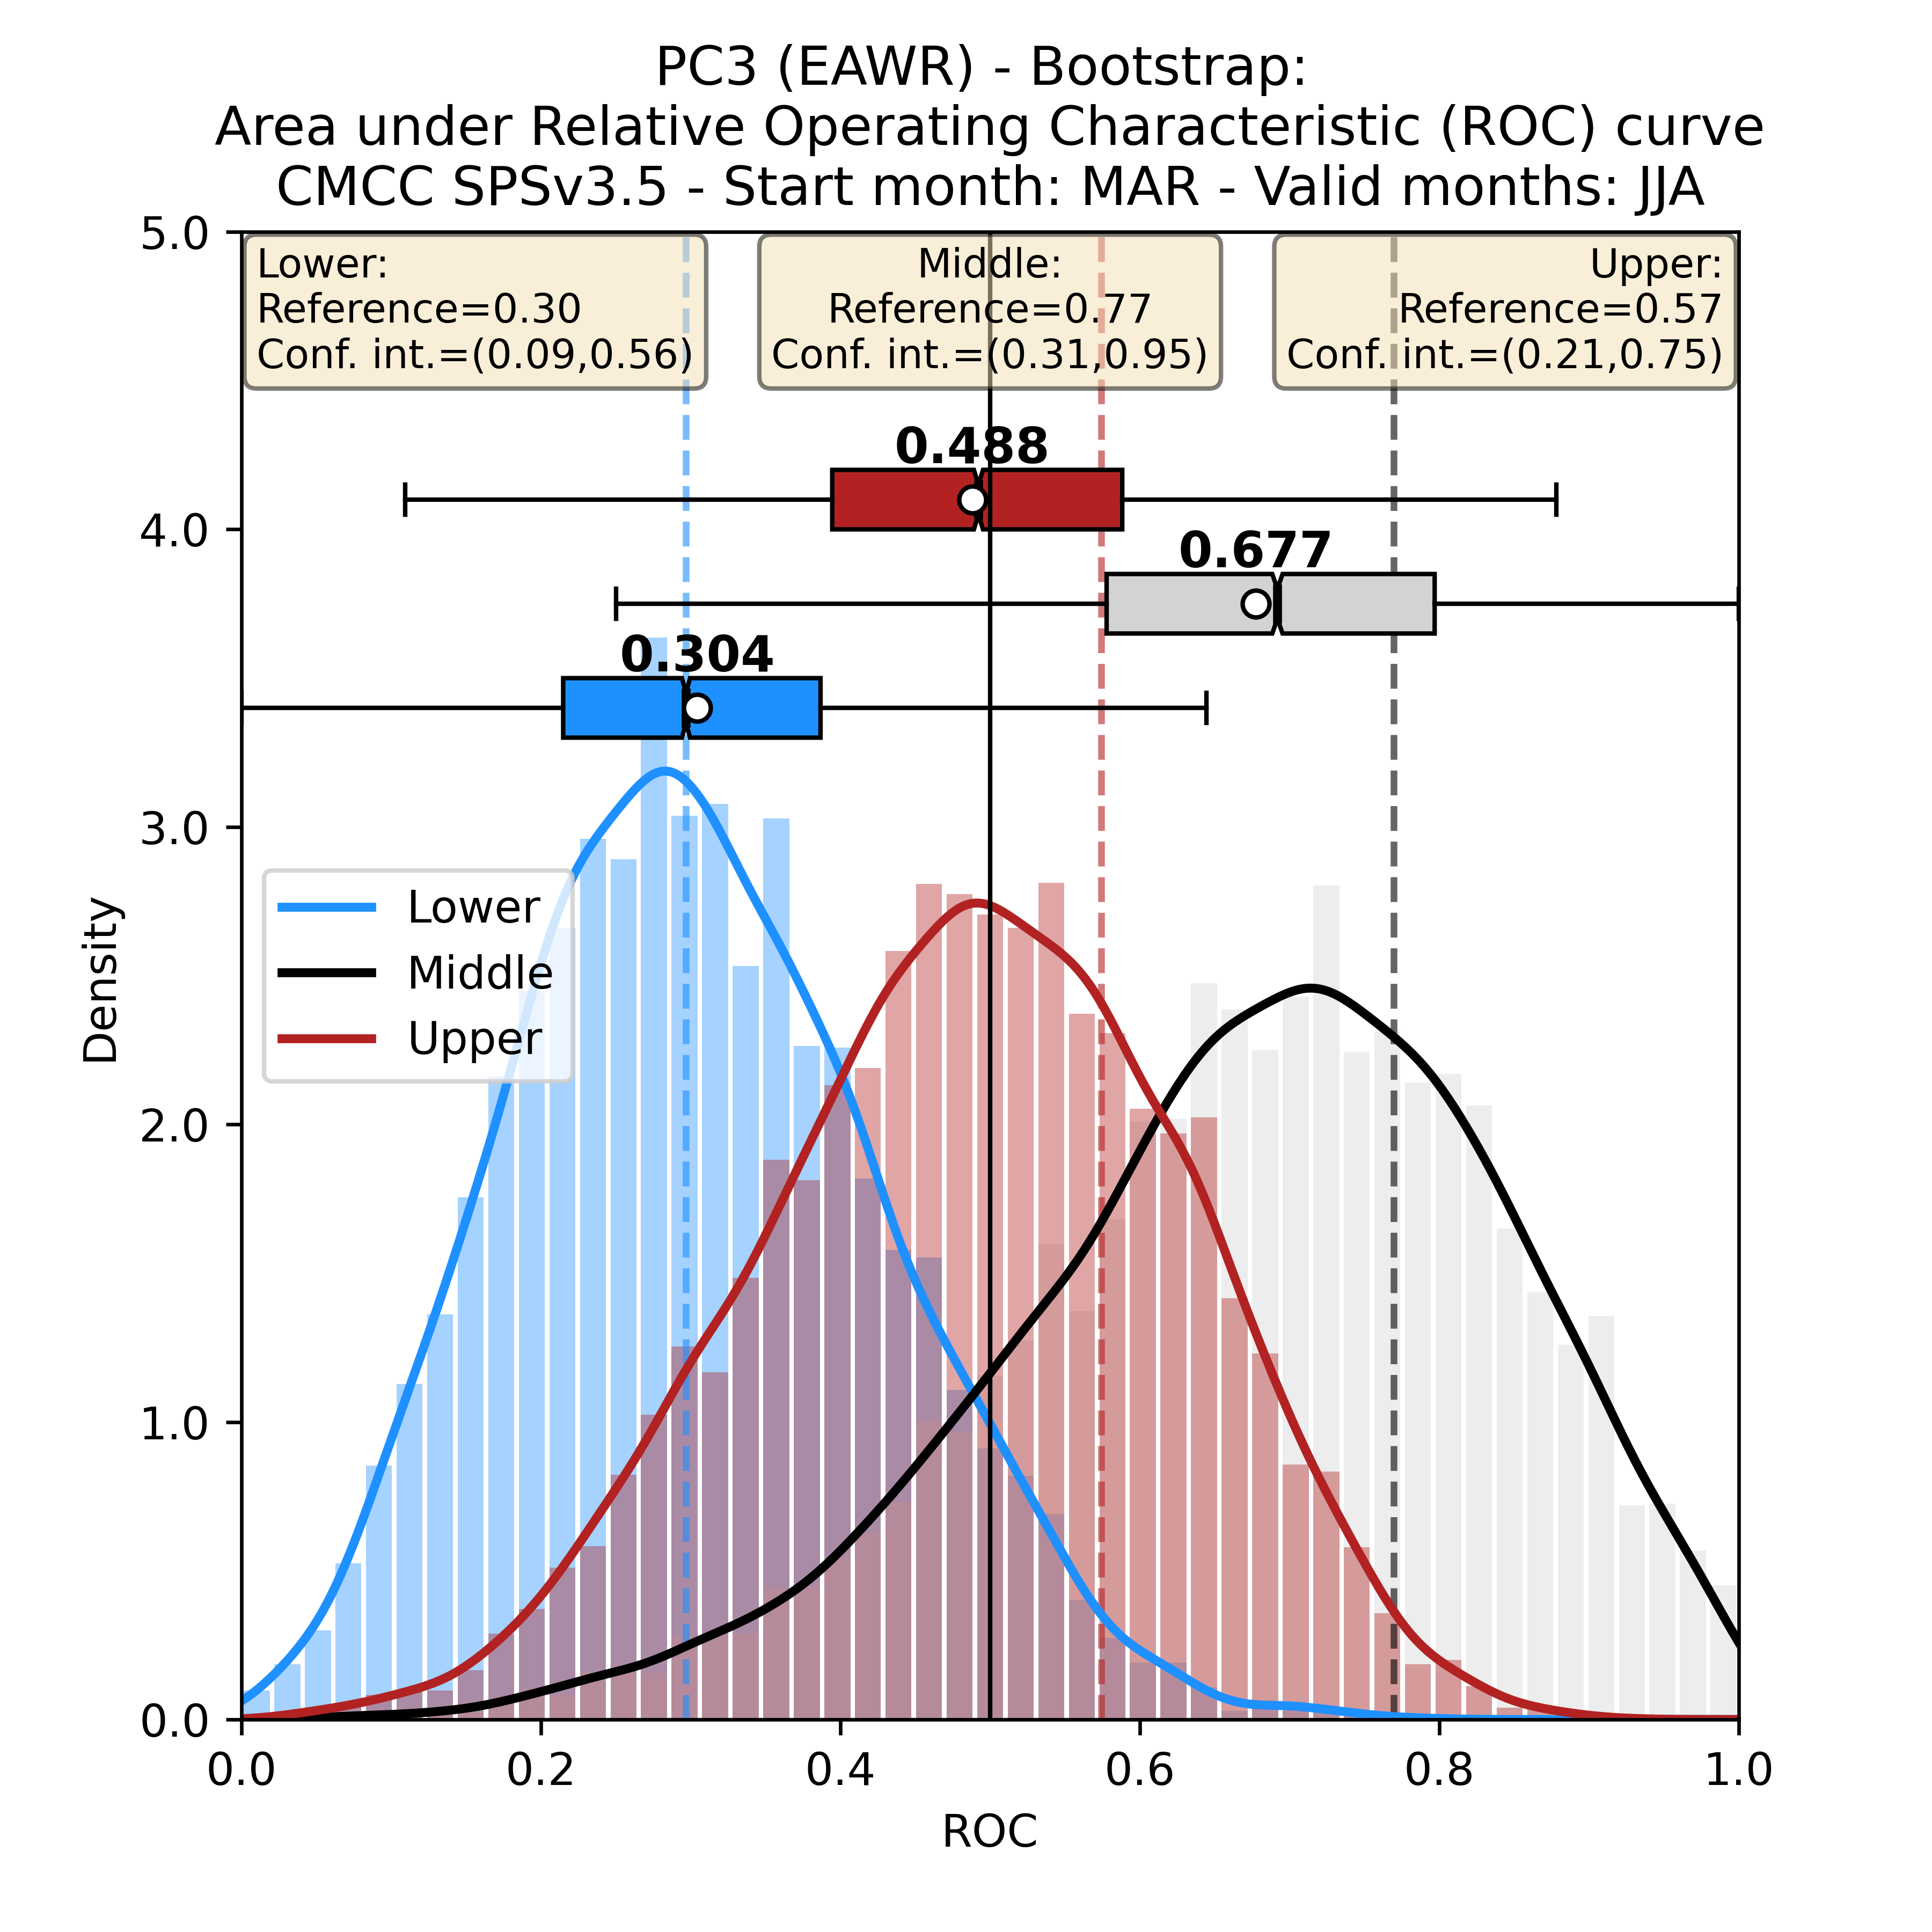 PC3 (EAWR) - Bootstrap:
Area under Relative Operating Characteristic (ROC) curve
CMCC SPSv3.5 - Start month: MAR - Valid months: JJA
5.0
Lower:
Reference=0.30
Conf. int.=(0.09,0.56)
Middle:
Reference=0.77
Conf. int.=(0.31,0.95)
Upper:
Reference=0.57
Conf. int.=(0.21,0.75)
0.488
4.0
0.677
0.304
3.0
Lower
Middle
Upper
Density
2.0
1.0
0.0
0.0
0.2
0.4
0.6
0.8
1.0
ROC